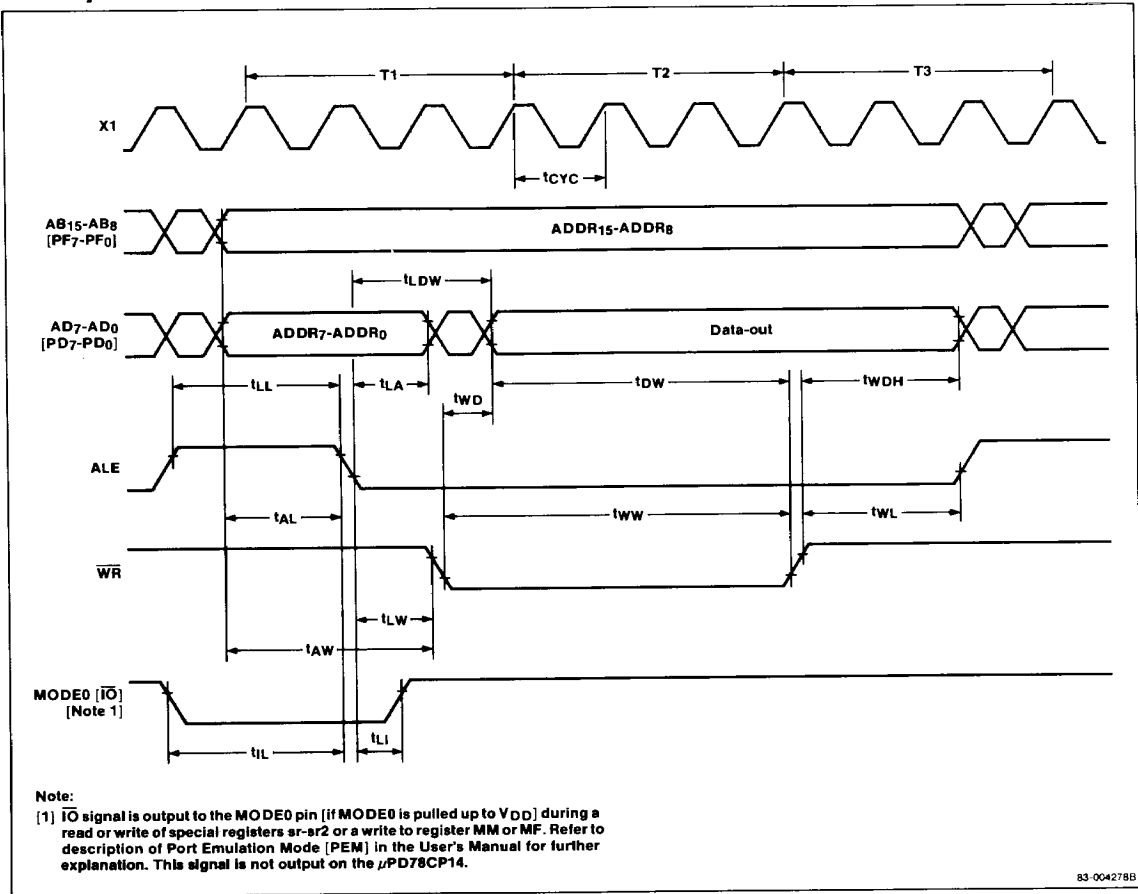 T1
T2
T3
X1
tCYC
AB15-AB8
[PF7-PF0]
ADDR15-ADDR8
tLDW
AD7-AD0
[PD7-PD0]
ADDR7-ADDR0
Data-out
tLL
tLA
tWD
tDW
tWDH
ALE
tAL
tWW
tWL
WR
tLW
tAW
MODE0 [IO]
[Note 1]
tIL
tLI
Note:
[1] IO signal is output to the MODE0 pin [if MODE0 is pulled up to VDD] during a
read or write of special registers sr-sr2 or a write to register MM or MF. Refer to
description of Port Emulation Mode [PEM] in the User's Manual for further
explanation. This signal is not output on the μPD78CP14.
83-004278B